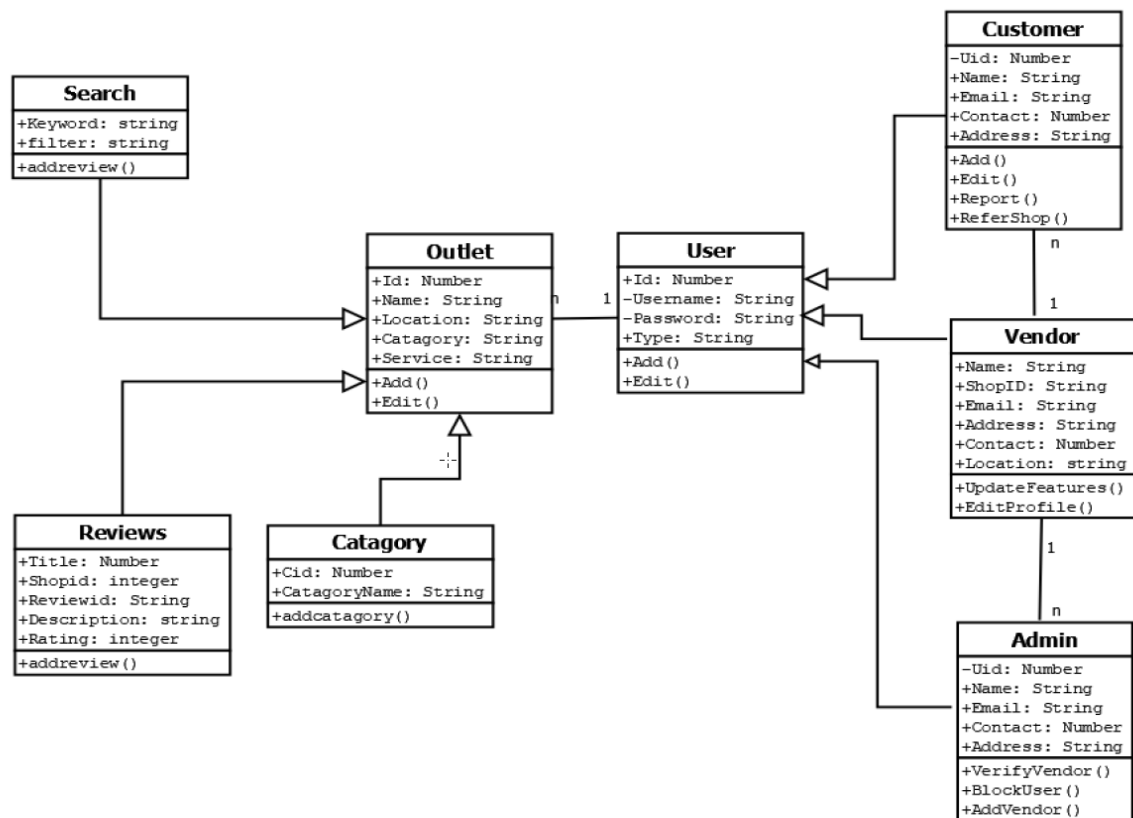 Customer
-Uid: Number
+Name: String
+Email: String
+Contact: Number
+Address: String
+Add()
+Edit()
+Report()
+ReferShop()
Search
+Keyword: string
+filter: string
+addreview()
Outlet
+Id: Number
+Name: String
+Location: String
+Catagory: String
+Service: String
+Add()
+Edit()
n
1
User
+Id: Number
-Username: String
-Password: String
+Type: String
+Add()
+Edit()
n
1
Vendor
+Name: String
+ShopID: String
+Email: String
+Address: String
+Contact: Number
+Location: string
+UpdateFeatures()
+EditProfile()
1
n
Reviews
+Title: Number
+Shopid: integer
+Reviewid: String
+Description: string
+Rating: integer
+addreview()
Catagory
+Cid: Number
+CatagoryName: String
+addcatagory()
Admin
-Uid: Number
+Name: String
+Email: String
+Contact: Number
+Address: String
+VerifyVendor()
+BlockUser()
+AddVendor()